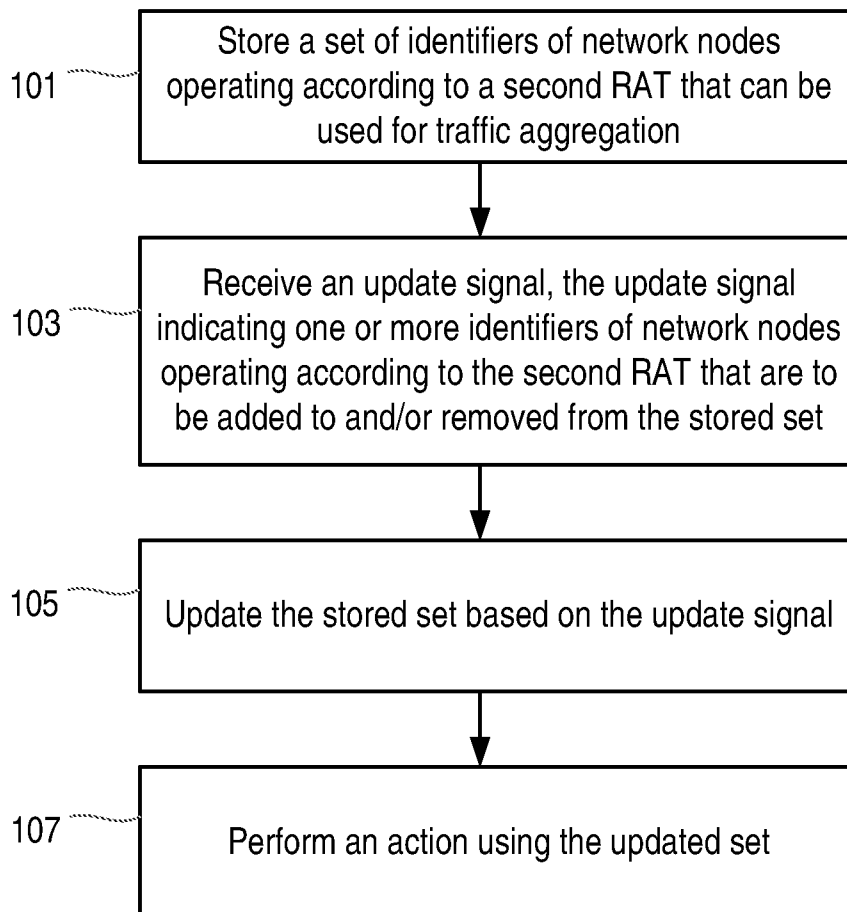 Store a set of identifiers of network nodes
101
operating according to a second RAT that can be
used for traffic aggregation
Receive an update signal, the update signal
103
indicating one or more identifiers of network nodes
operating according to the second RAT that are to
be added to and/or removed from the stored set
105
Update the stored set based on the update signal
107
Perform an action using the updated set